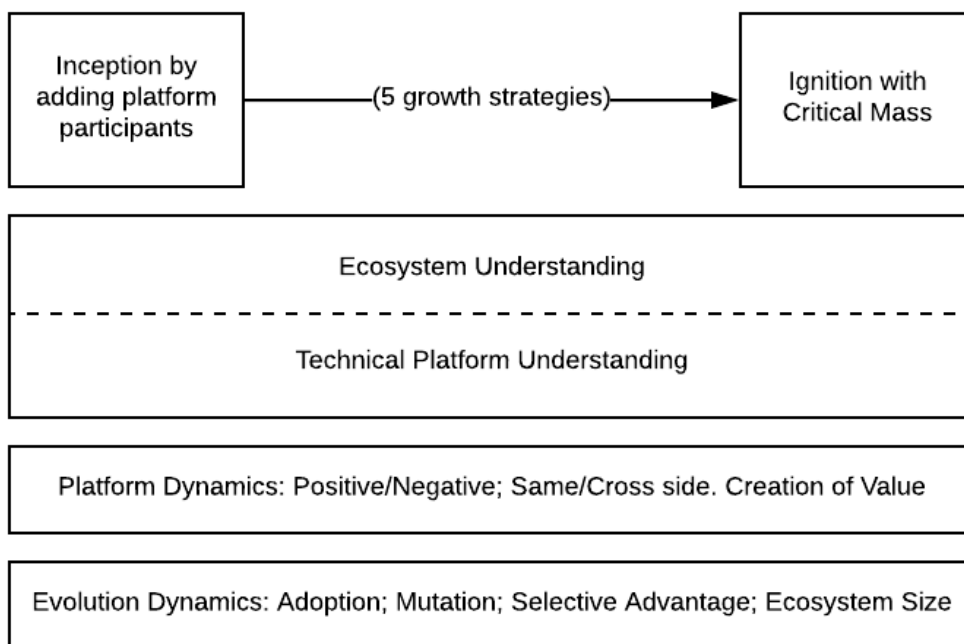 Inception by
adding platform
participants
(5 growth strategies)
Ignition with
Critical Mass
Ecosystem Understanding
Technical Platform Understanding
Platform Dynamics: Positive/Negative; Same/Cross side. Creation of Value
Evolution Dynamics: Adoption; Mutation; Selective Advantage; Ecosystem Size